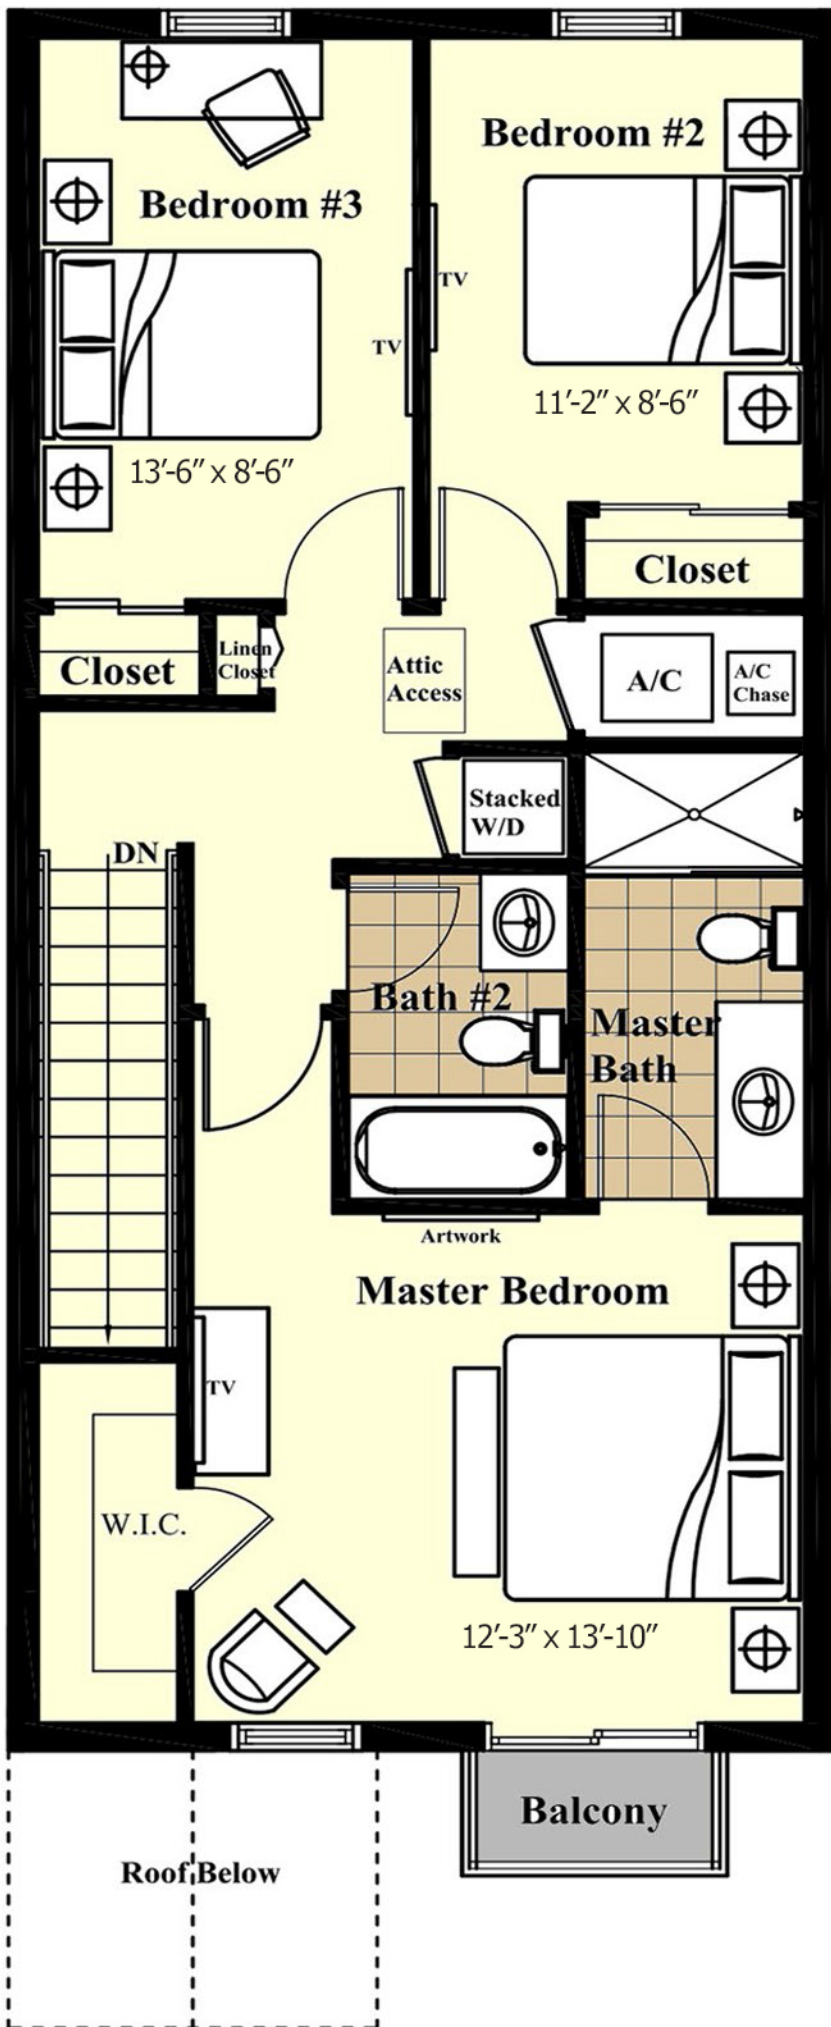 Bedroom #2
Bedroom #3
TV
TV
11′-2″ x 8′-6″
13′-6″ x 8′-6″
Closet
Linen
Closet
Closet
Attic
Access
A/C
A/C
Chase
Stacked
W/D
DN
Bath #2
Master
Bath
Artwork
Master Bedroom
TV
W.I.C.
12′-3″ x 13′-10″
Balcony
Roof Below